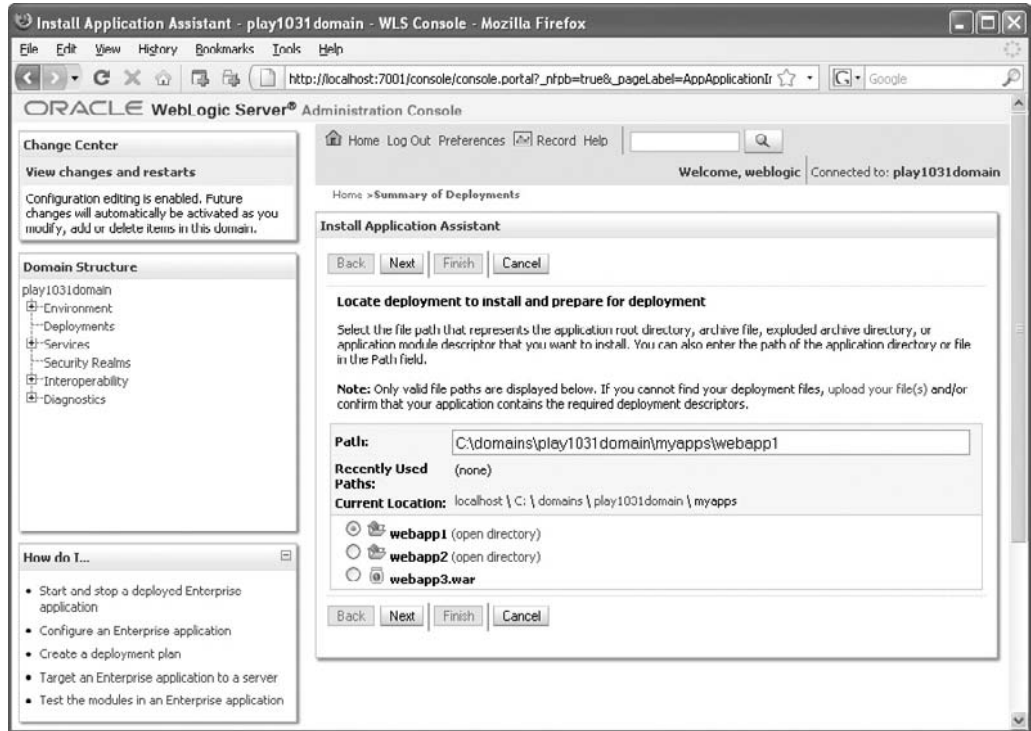 Install Application Assistant - play1031domain - WLS Console - Mozilla Firefox
File Edit View History Bookmarks Tools Help
http://localhost:7001/console/console.portal?_nfpb=true&_pageLabel=AppApplicationIr
Google
ORACLE WebLogic Server® Administration Console
Change Center
View changes and restarts
Configuration editing is enabled. Future
changes will automatically be activated as you
modify, add or delete items in this domain.
Domain Structure
play1031domain
Environment
Deployments
Services
Security Realms
Interoperability
Diagnostics
How do I...
Start and stop a deployed Enterprise
application
Configure an Enterprise application
Create a deployment plan
Target an Enterprise application to a server
Test the modules in an Enterprise application
Home Log Out Preferences Record Help
Welcome, weblogic Connected to: play1031domain
Home >Summary of Deployments
Install Application Assistant
Back Next Finish Cancel
Locate deployment to install and prepare for deployment
Select the file path that represents the application root directory, archive file, exploded archive directory, or
application module descriptor that you want to install. You can also enter the path of the application directory or file
in the Path field.
Note: Only valid file paths are displayed below. If you cannot find your deployment files, upload your file(s) and/or
confirm that your application contains the required deployment descriptors.
Path: C:\domains\play1031domain\myapps\webapp1
Recently Used (none)
Paths:
Current Location: localhost \ C: \ domains \ play1031domain \ myapps
webapp1 (open directory)
webapp2 (open directory)
webapp3.war
Back Next Finish Cancel